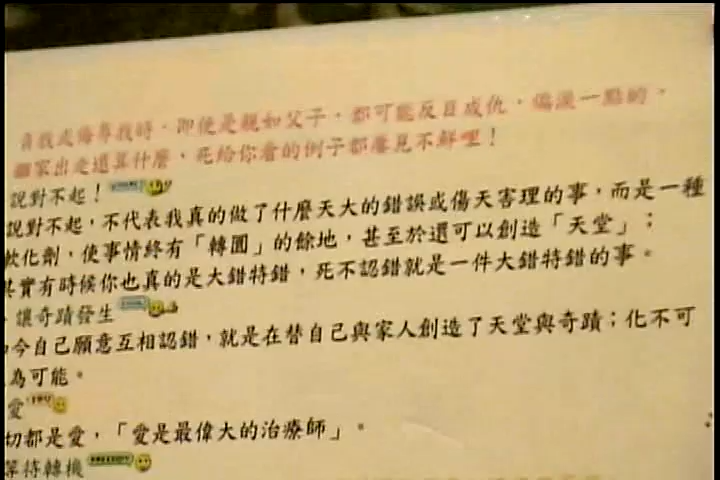 責我或侮辱我時，即使是親如父子，都可能反目成仇，偏激一點的，
離家出走還算什麼，死給你看的例子都屢見不鮮哩！
說對不起！
說對不起，不代表我真的做了什麼天大的錯誤或傷天害理的事，而是一種
軟化劑，使事情終有「轉圜」的餘地，甚至於還可以創造「天堂」；
其實有時候你也真的是大錯特錯，死不認錯就是一件大錯特錯的事。
讓奇蹟發生
今自己願意互相認錯，就是在替自己與家人創造了天堂與奇蹟；化不可
為可能。
愛
切都是愛，「愛是最偉大的治療師」。
等待轉機